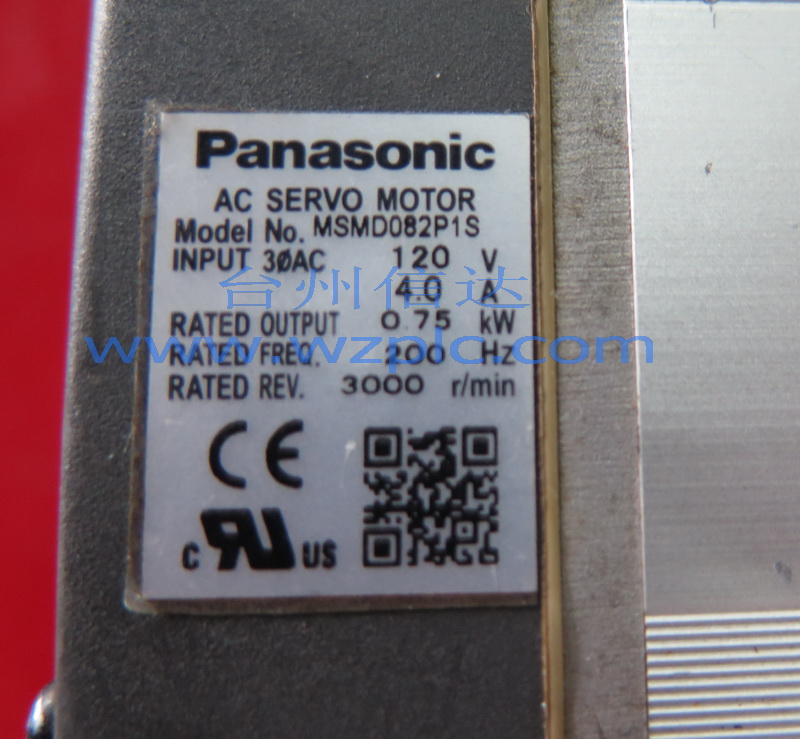 Panasonic
AC SERVO MOTOR
Model No. MSMD082P1S
INPUT 3ØAC 120 V
4.0 A
台州信达
RATED OUTPUT 0.75 kW
www.wzplc.com
RATED FREQ. 200 Hz
RATED REV. 3000 r/min
CE
c RU US